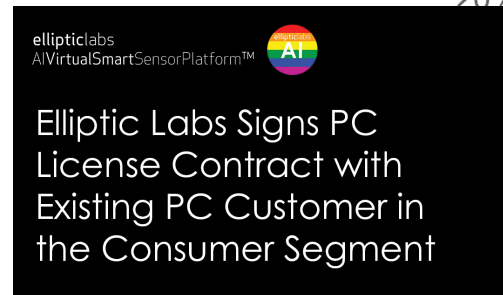 ellipticlabs
AIVirtualSmartSensorPlatform™
ellipticlabs
AI
Elliptic Labs Signs PC
License Contract with
Existing PC Customer in
the Consumer Segment